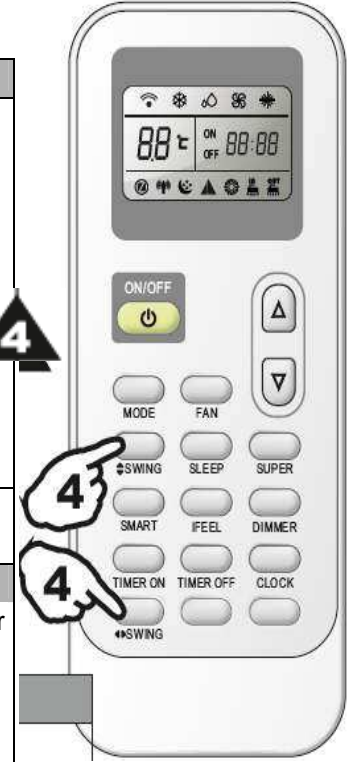 88 ℃ ON 88:88
OFF
ON/OFF
4
MODE FAN
SWING SLEEP SUPER
4
SMART IFEEL DIMMER
4
TIMER ON TIMER OFF CLOCK
r
SWING